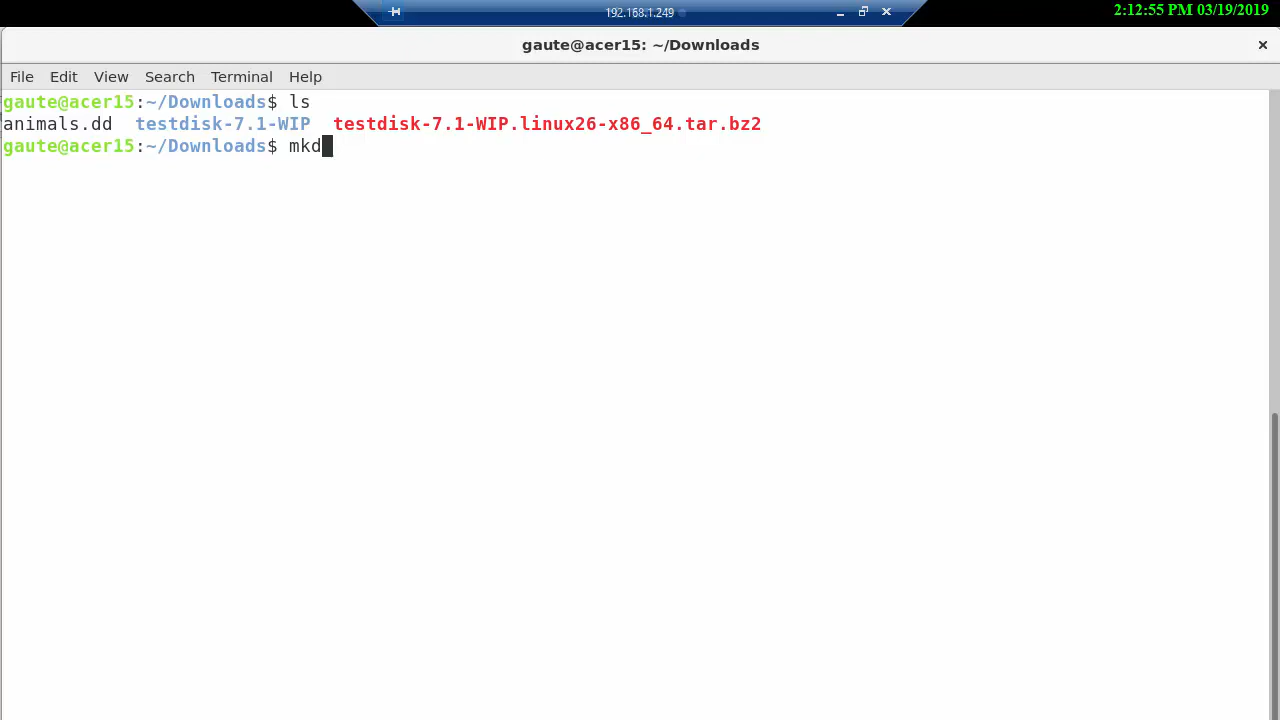 192.168.1.249
2:12:55 PM 03/19/2019
gaute@acer15: ~/Downloads
File Edit View Search Terminal Help
gaute@acer15:~/Downloads$ ls
animals.dd testdisk-7.1-WIP testdisk-7.1-WIP.linux26-x86_64.tar.bz2
gaute@acer15:~/Downloads$ mkd